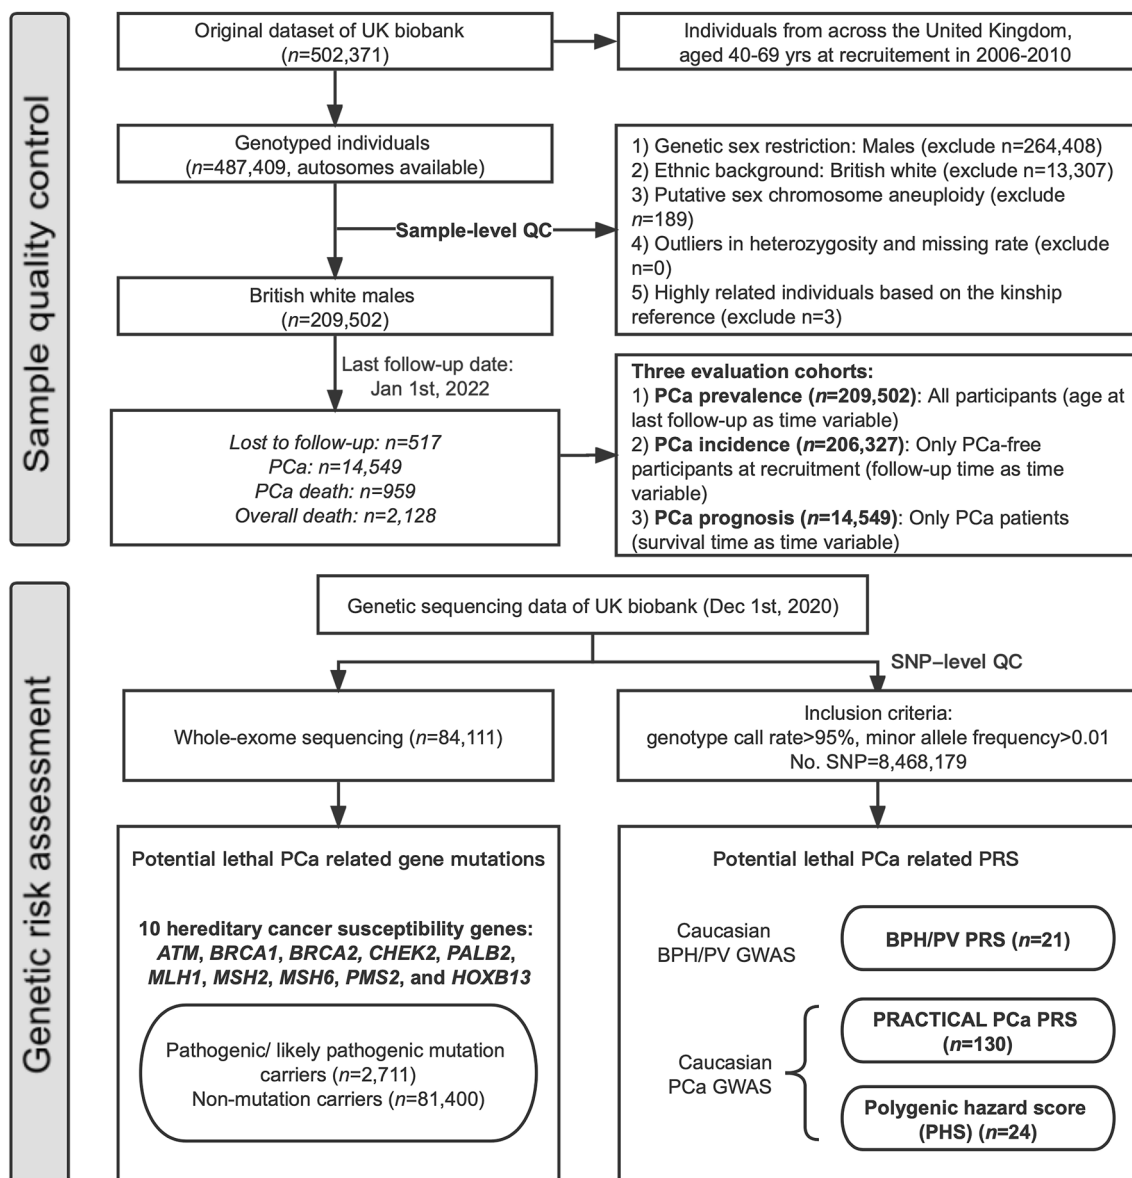 Sample quality control
Original dataset of UK biobank
(n=502,371)
Individuals from across the United Kingdom,
aged 40-69 yrs at recruitement in 2006-2010
Genotyped individuals
(n=487,409, autosomes available)
Sample-level QC
1) Genetic sex restriction: Males (exclude n=264,408)
2) Ethnic background: British white (exclude n=13,307)
3) Putative sex chromosome aneuploidy (exclude
n=189)
4) Outliers in heterozygosity and missing rate (exclude
n=0)
5) Highly related individuals based on the kinship
reference (exclude n=3)
British white males
(n=209,502)
Last follow-up date:
Jan 1st, 2022
Lost to follow-up: n=517
PCa: n=14,549
PCa death: n=959
Overall death: n=2,128
Three evaluation cohorts:
1) PCa prevalence (n=209,502): All participants (age at
last follow-up as time variable)
2) PCa incidence (n=206,327): Only PCa-free
participants at recruitment (follow-up time as time
variable)
3) PCa prognosis (n=14,549): Only PCa patients
(survival time as time variable)
Genetic risk assessment
Genetic sequencing data of UK biobank (Dec 1st, 2020)
SNP–level QC
Whole-exome sequencing (n=84,111)
Inclusion criteria:
genotype call rate>95%, minor allele frequency>0.01
No. SNP=8,468,179
Potential lethal PCa related gene mutations
10 hereditary cancer susceptibility genes:
ATM, BRCA1, BRCA2, CHEK2, PALB2,
MLH1, MSH2, MSH6, PMS2, and HOXB13
Pathogenic/ likely pathogenic mutation
carriers (n=2,711)
Non-mutation carriers (n=81,400)
Potential lethal PCa related PRS
Caucasian
BPH/PV GWAS
BPH/PV PRS (n=21)
Caucasian
PCa GWAS
PRACTICAL PCa PRS
(n=130)
Polygenic hazard score
(PHS) (n=24)